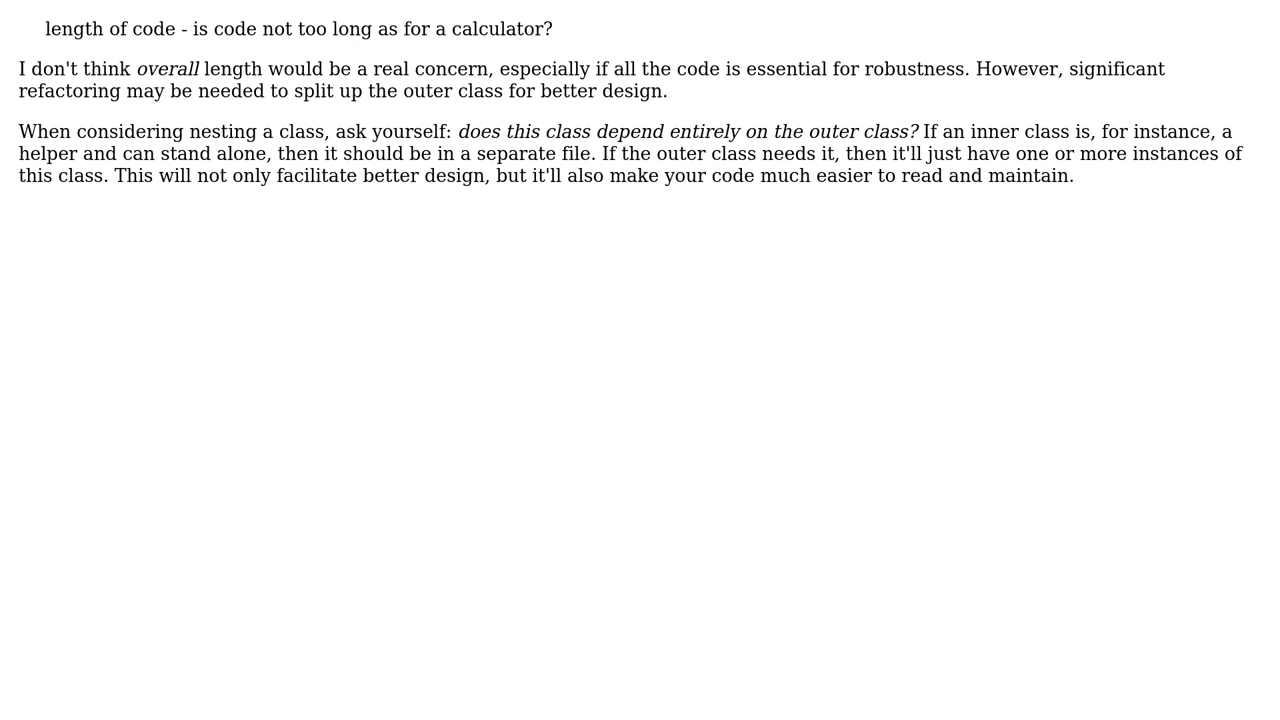 length of code - is code not too long as for a calculator?
I don't think overall length would be a real concern, especially if all the code is essential for robustness. However, significant
refactoring may be needed to split up the outer class for better design.
When considering nesting a class, ask yourself: does this class depend entirely on the outer class? If an inner class is, for instance, a
helper and can stand alone, then it should be in a separate file. If the outer class needs it, then it'll just have one or more instances of
this class. This will not only facilitate better design, but it'll also make your code much easier to read and maintain.